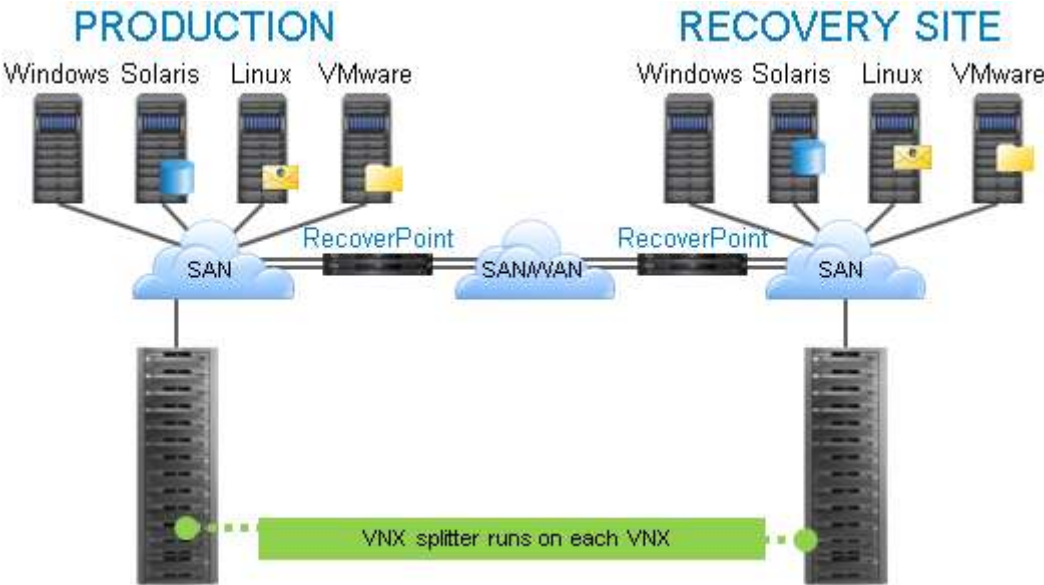 PRODUCTION
RECOVERY SITE
Windows Solaris Linux VMware
Windows Solaris Linux VMware
RecoverPoint
RecoverPoint
SAN
SAN/WAN
SAN
VNX splitter runs on each VNX